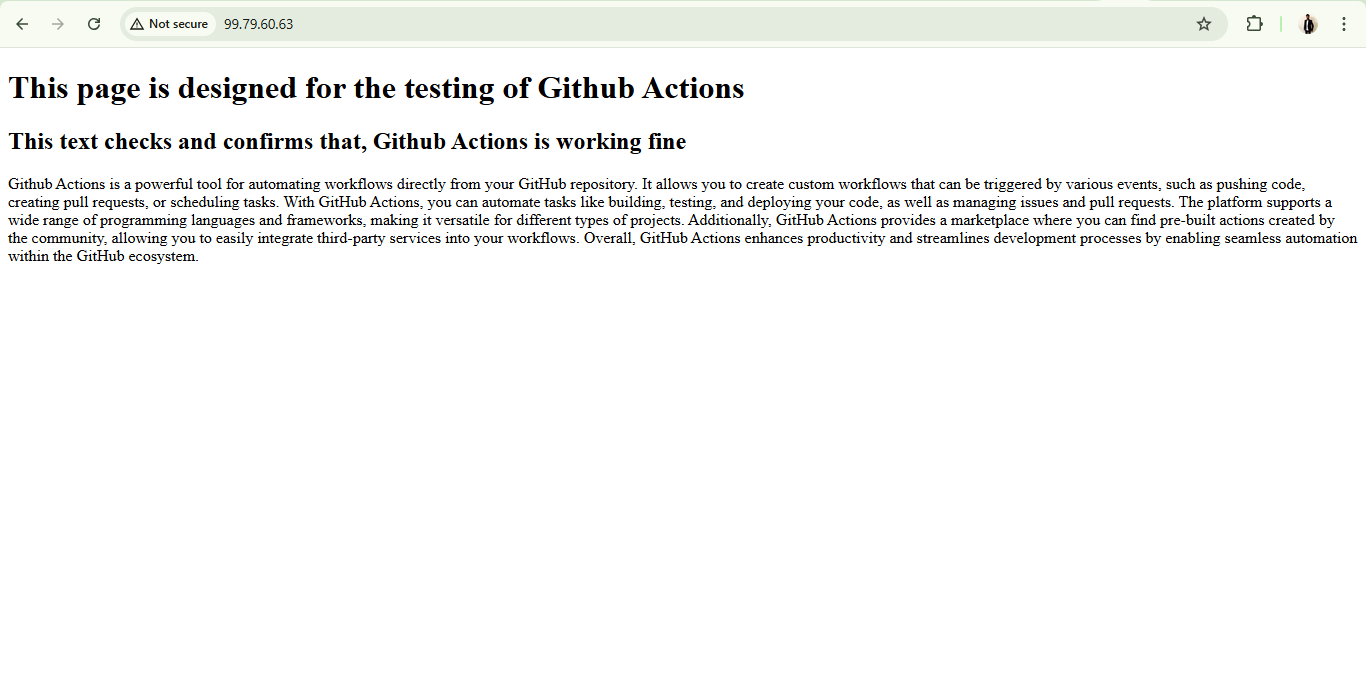 Not secure 99.79.60.63
This page is designed for the testing of Github Actions
This text checks and confirms that, Github Actions is working fine
Github Actions is a powerful tool for automating workflows directly from your GitHub repository. It allows you to create custom workflows that can be triggered by various events, such as pushing code,
creating pull requests, or scheduling tasks. With GitHub Actions, you can automate tasks like building, testing, and deploying your code, as well as managing issues and pull requests. The platform supports a
wide range of programming languages and frameworks, making it versatile for different types of projects. Additionally, GitHub Actions provides a marketplace where you can find pre-built actions created by
the community, allowing you to easily integrate third-party services into your workflows. Overall, GitHub Actions enhances productivity and streamlines development processes by enabling seamless automation
within the GitHub ecosystem.